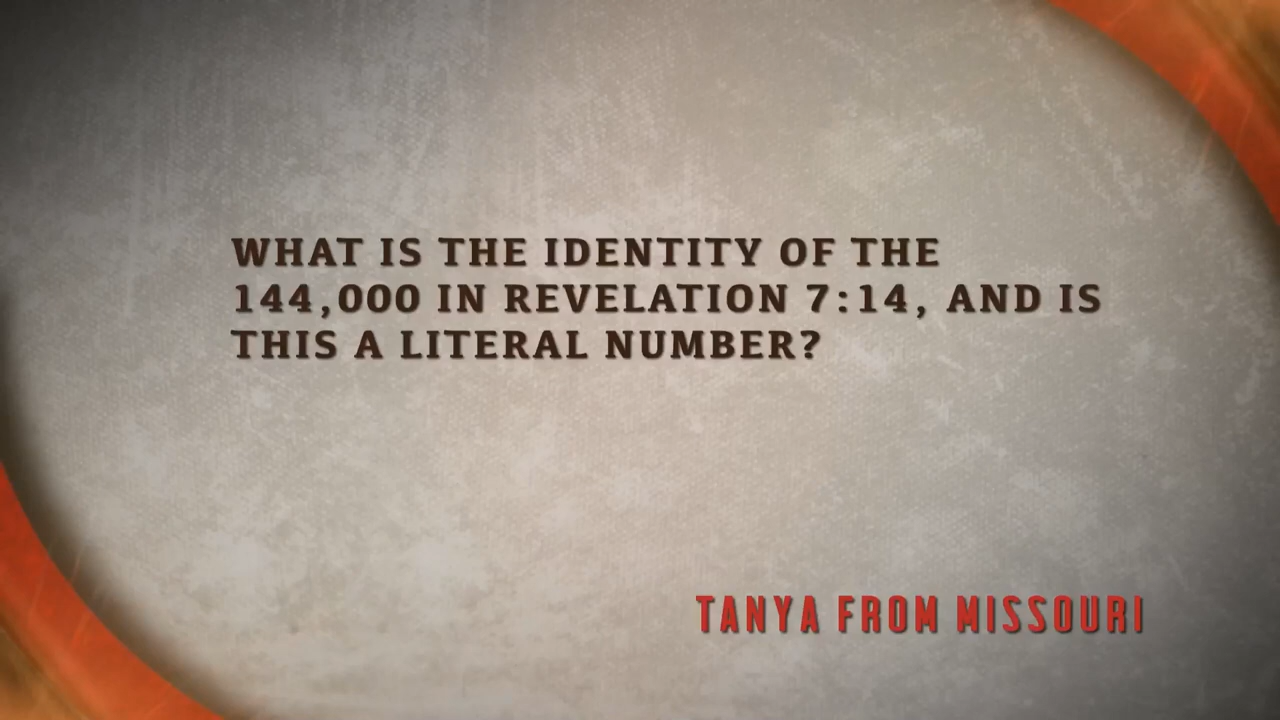 WHAT IS THE IDENTITY OF THE
144,000 IN REVELATION 7:14, AND IS
THIS A LITERAL NUMBER?
TANYA FROM MISSOURI